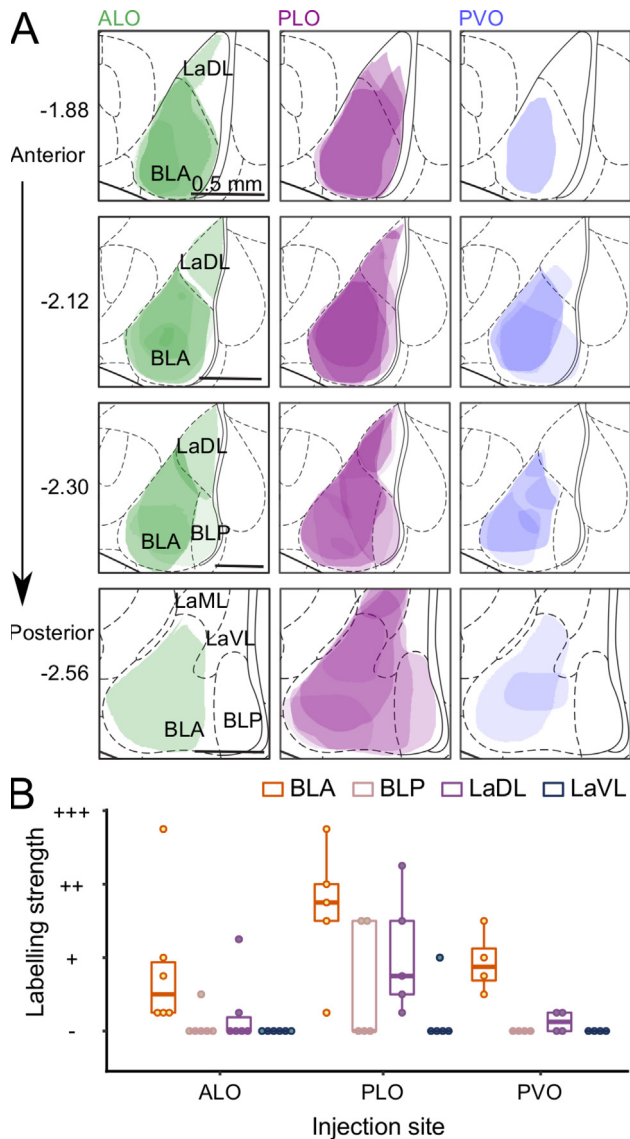 A
ALO PLO PVO
LaDL
-1.88
Anterior
BLA
0.5 mm
LaDL
-2.12
BLA
LaDL
-2.30
BLA BLP
LaML
Posterior
LaVL
-2.56
BLA BLP
B
BLA BLP LaDL LaVL
+++
++
+
-
Labelling strength
ALO PLO PVO
Injection site